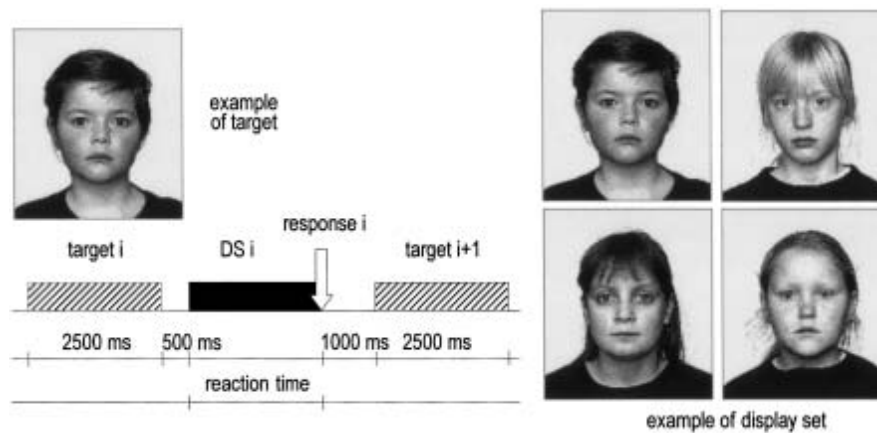 example
of target
response i
target i
DS i
target i+1
2500 ms
500 ms
1000 ms
2500 ms
reaction time
example of display set